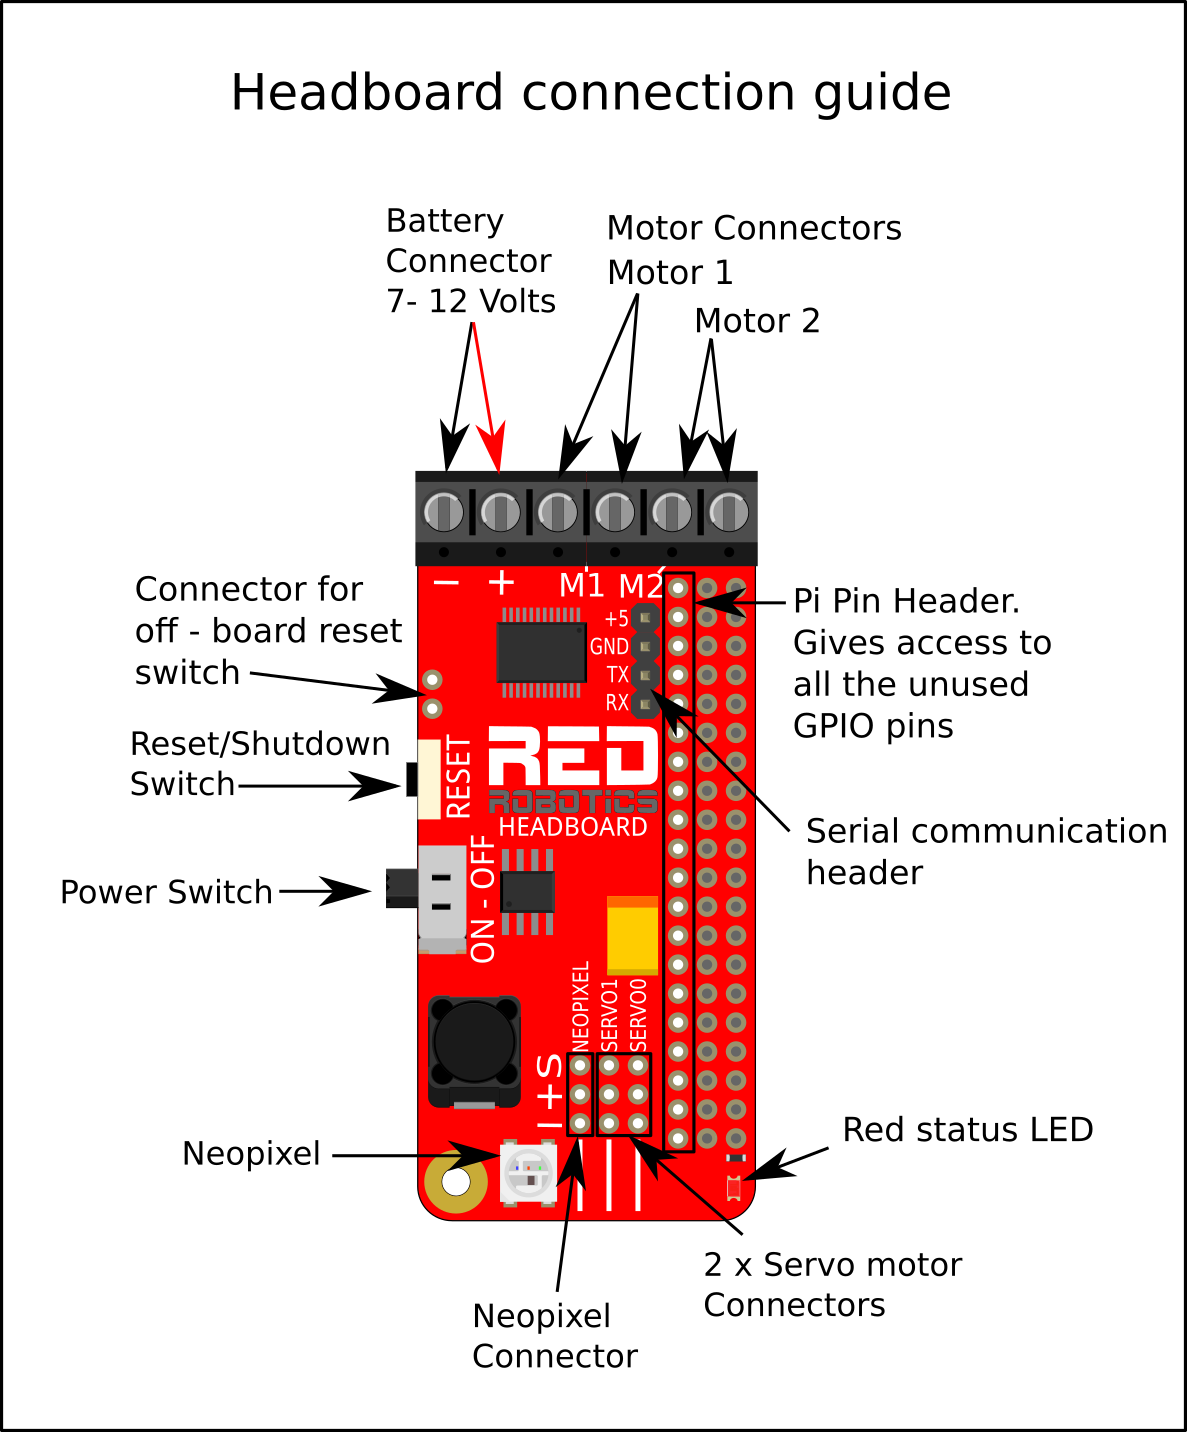 Headboard connection guide
Battery
Connector
7- 12 Volts
Motor Connectors
Motor 1
Motor 2
− + M1 M2
+5
GND
TX
RX
Connector for
off - board reset
switch
Pi Pin Header.
Gives access to
all the unused
GPIO pins
Reset/Shutdown
Switch
RESET
RED
ROBOTICS
HEADBOARD
Serial communication
header
Power Switch
ON - OFF
NEOPIXEL
SERVO1
SERVO0
− + S
Neopixel
Red status LED
2 x Servo motor
Connectors
Neopixel
Connector